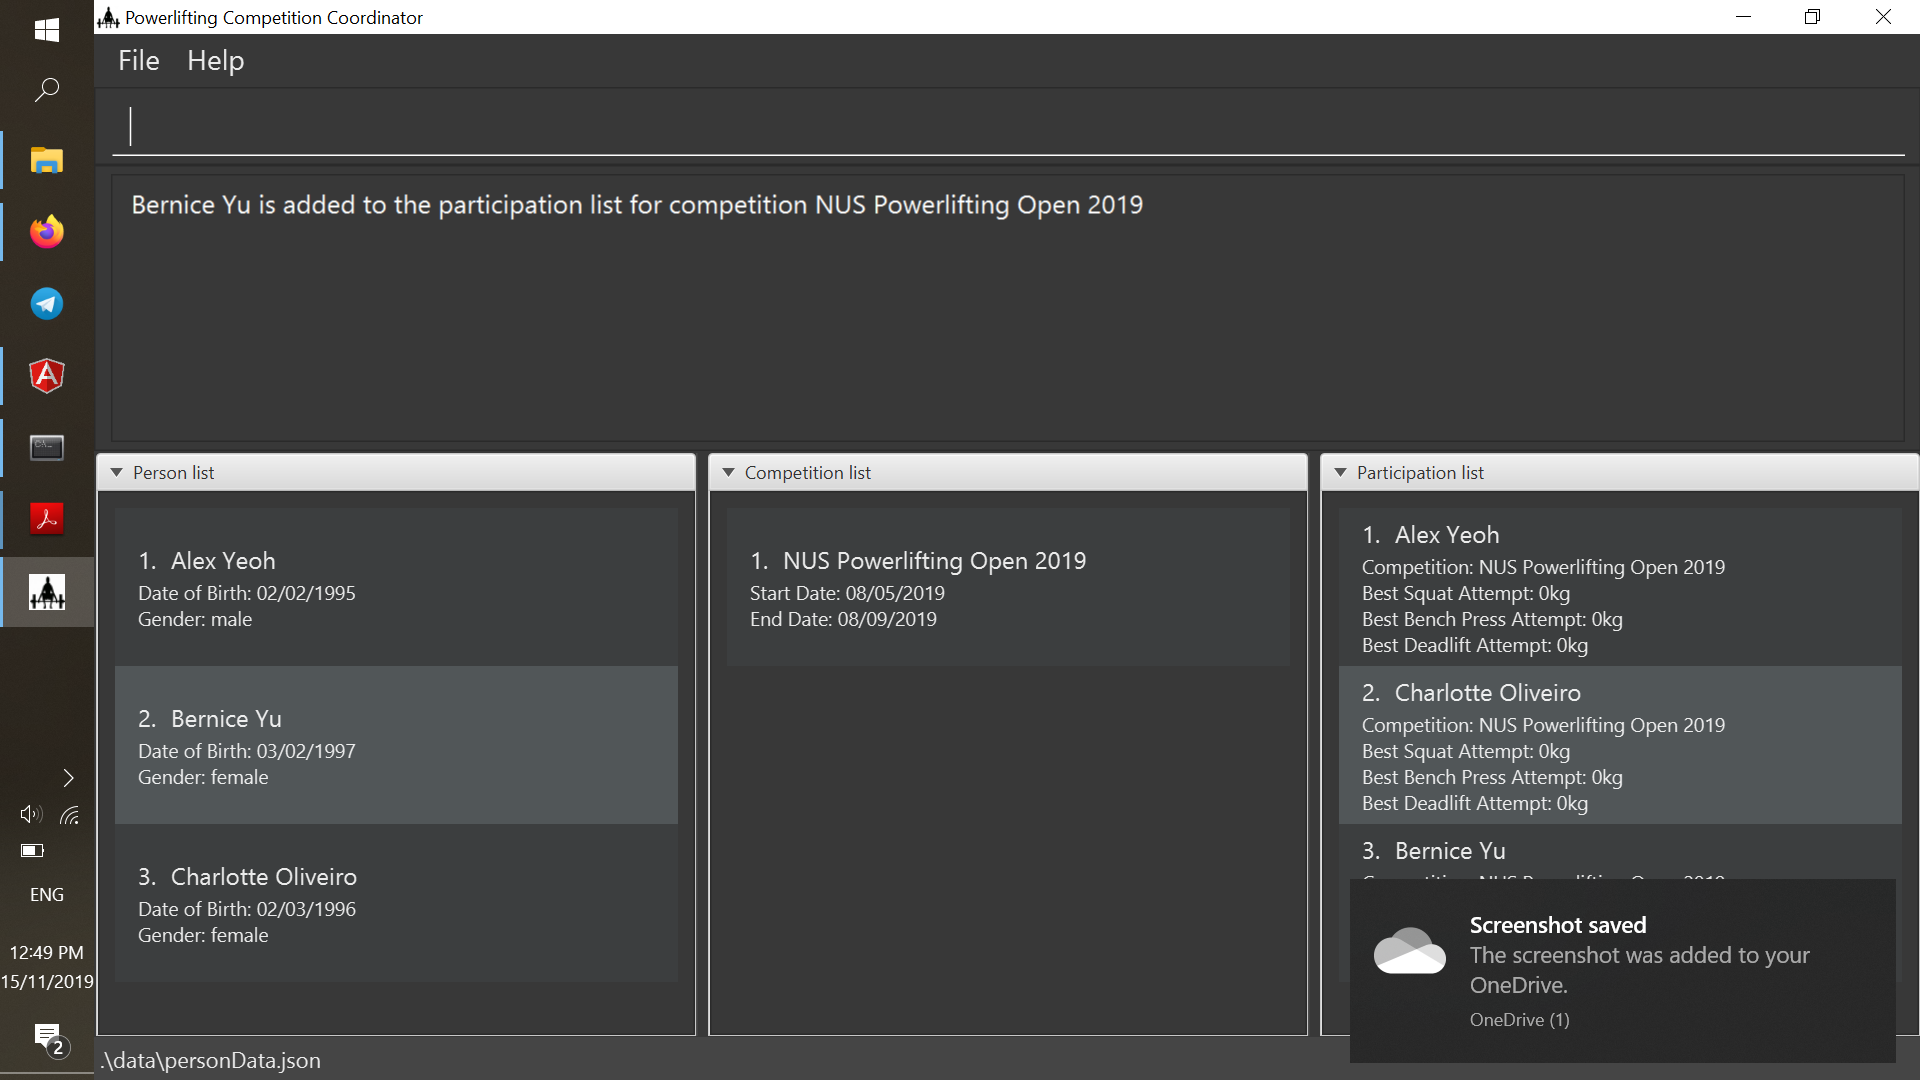 Powerlifting Competition Coordinator
File Help
Bernice Yu is added to the participation list for competition NUS Powerlifting Open 2019
Person list
1. Alex Yeoh
Date of Birth: 02/02/1995
Gender: male
2. Bernice Yu
Date of Birth: 03/02/1997
Gender: female
3. Charlotte Oliveiro
Date of Birth: 02/03/1996
Gender: female
Competition list
1. NUS Powerlifting Open 2019
Start Date: 08/05/2019
End Date: 08/09/2019
Participation list
1. Alex Yeoh
Competition: NUS Powerlifting Open 2019
Best Squat Attempt: 0kg
Best Bench Press Attempt: 0kg
Best Deadlift Attempt: 0kg
2. Charlotte Oliveiro
Competition: NUS Powerlifting Open 2019
Best Squat Attempt: 0kg
Best Bench Press Attempt: 0kg
Best Deadlift Attempt: 0kg
3. Bernice Yu
Screenshot saved
The screenshot was added to your
OneDrive.
OneDrive (1)
ENG
12:49 PM
15/11/2019
2
.\data\personData.json